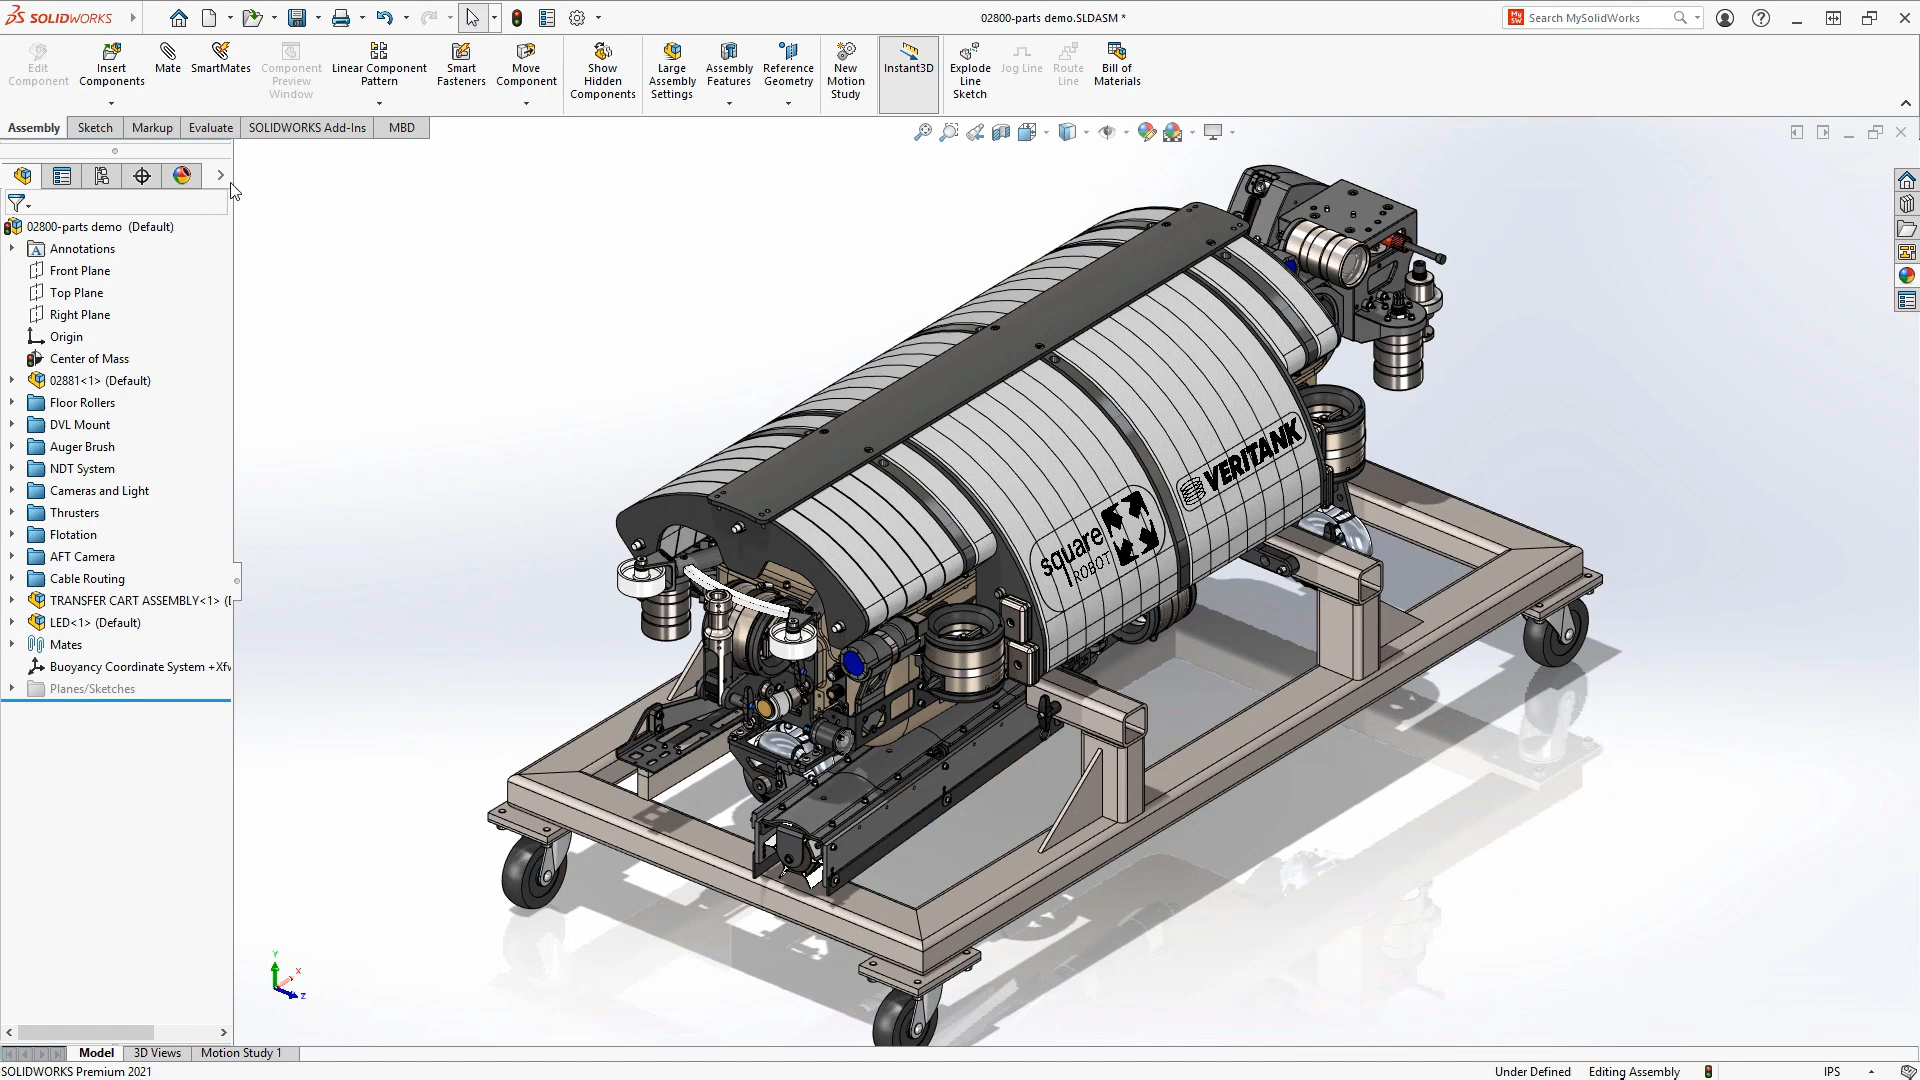 SOLIDWORKS
02800-parts demo.SLDASM *
Search MySolidWorks
Edit Component
Insert Components
Mate
SmartMates
Component Preview Window
Linear Component Pattern
Smart Fasteners
Move Component
Show Hidden Components
Large Assembly Settings
Assembly Features
Reference Geometry
New Motion Study
Instant3D
Explode Line Sketch
Jog Line
Route Line
Bill of Materials
Assembly
Sketch
Markup
Evaluate
SOLIDWORKS Add-Ins
MBD
02800-parts demo (Default)
Annotations
Front Plane
Top Plane
Right Plane
Origin
Center of Mass
02881<1> (Default)
Floor Rollers
DVL Mount
Auger Brush
NDT System
Cameras and Light
Thrusters
Flotation
AFT Camera
Cable Routing
TRANSFER CART ASSEMBLY<1> (
LED<1> (Default)
Mates
Buoyancy Coordinate System +Xfw
Planes/Sketches
VERITANK
square
ROBOT
Y
X
Z
Model
3D Views
Motion Study 1
SOLIDWORKS Premium 2021
Under Defined
Editing Assembly
IPS